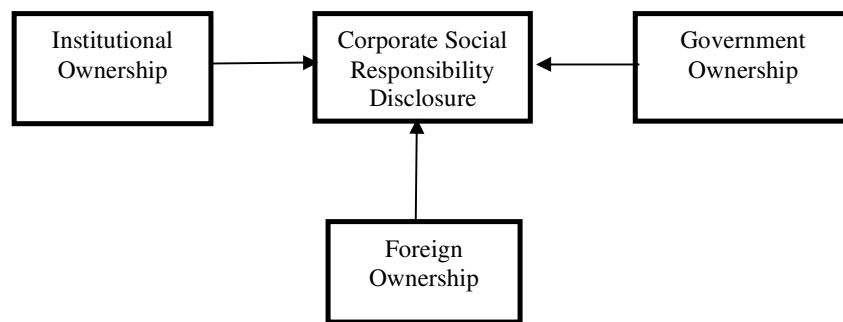 Institutional
Ownership
Corporate Social
Responsibility
Disclosure
Government
Ownership
Foreign
Ownership